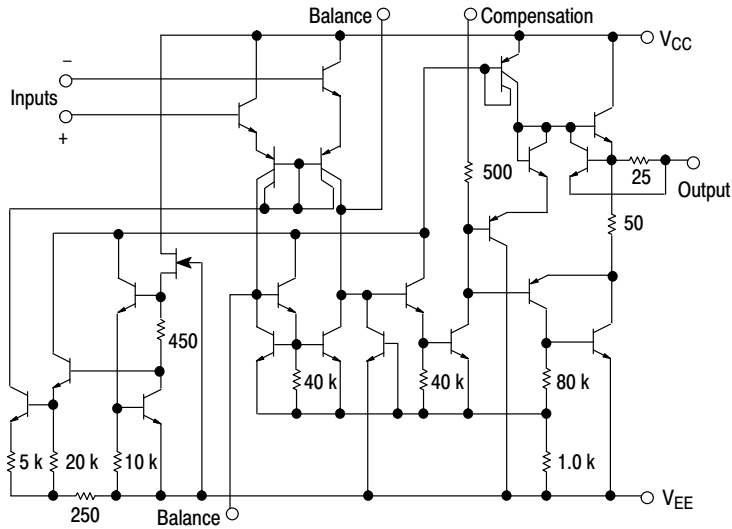 Balance
Compensation
VCC
−
Inputs
+
500
25
Output
50
450
40 k
40 k
80 k
5 k
20 k
10 k
1.0 k
VEE
250
Balance